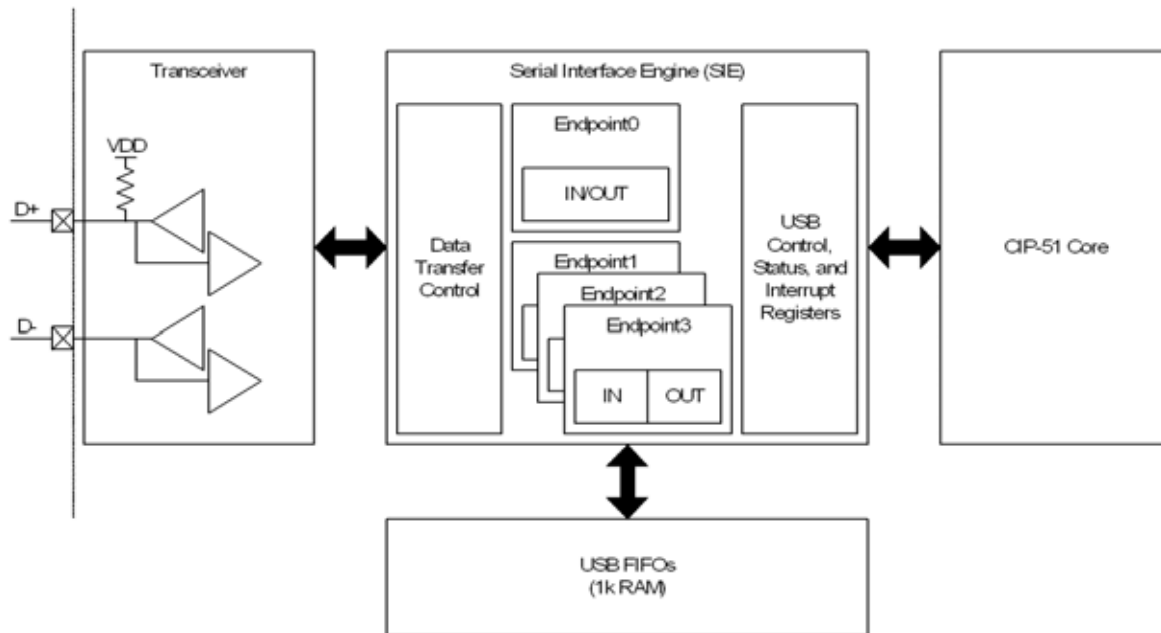 Transceiver
VDD
D+
D-
Serial Interface Engine (SIE)
Data
Transfer
Control
Endpoint0
IN/OUT
Endpoint1
Endpoint2
Endpoint3
IN
OUT
USB
Control,
Status, and
Interrupt
Registers
CIP-51 Core
USB FIFOs
(1k RAM)